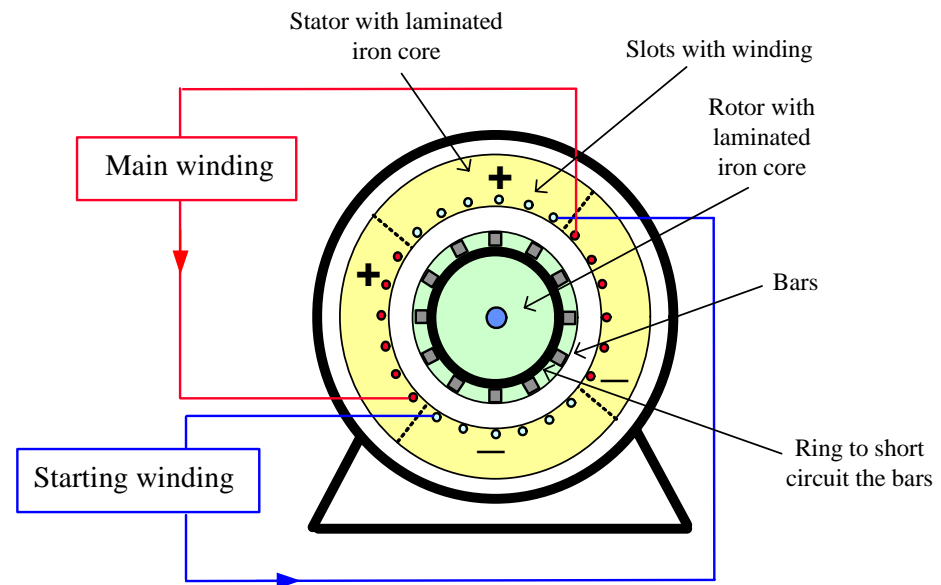 Stator with laminated
iron core
Slots with winding
Rotor with
laminated
iron core
Main winding
+
+
Bars
—
—
Ring to short
circuit the bars
Starting winding